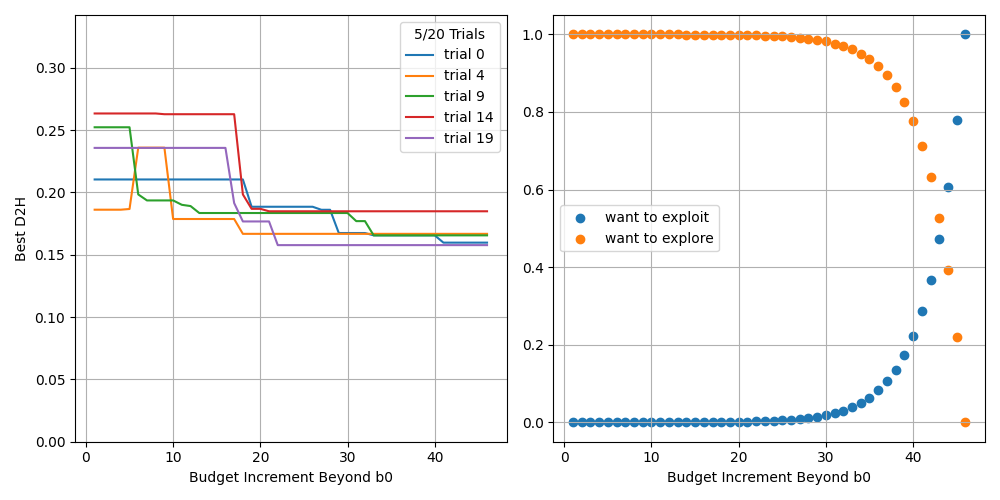 5/20 Trials
trial 0
trial 4
trial 9
trial 14
trial 19
0.30
0.25
0.20
0.15
0.10
0.05
0.00
Best D2H
0 10 20 30 40
Budget Increment Beyond b0
1.0
0.8
0.6
0.4
0.2
0.0
want to exploit
want to explore
0 10 20 30 40
Budget Increment Beyond b0